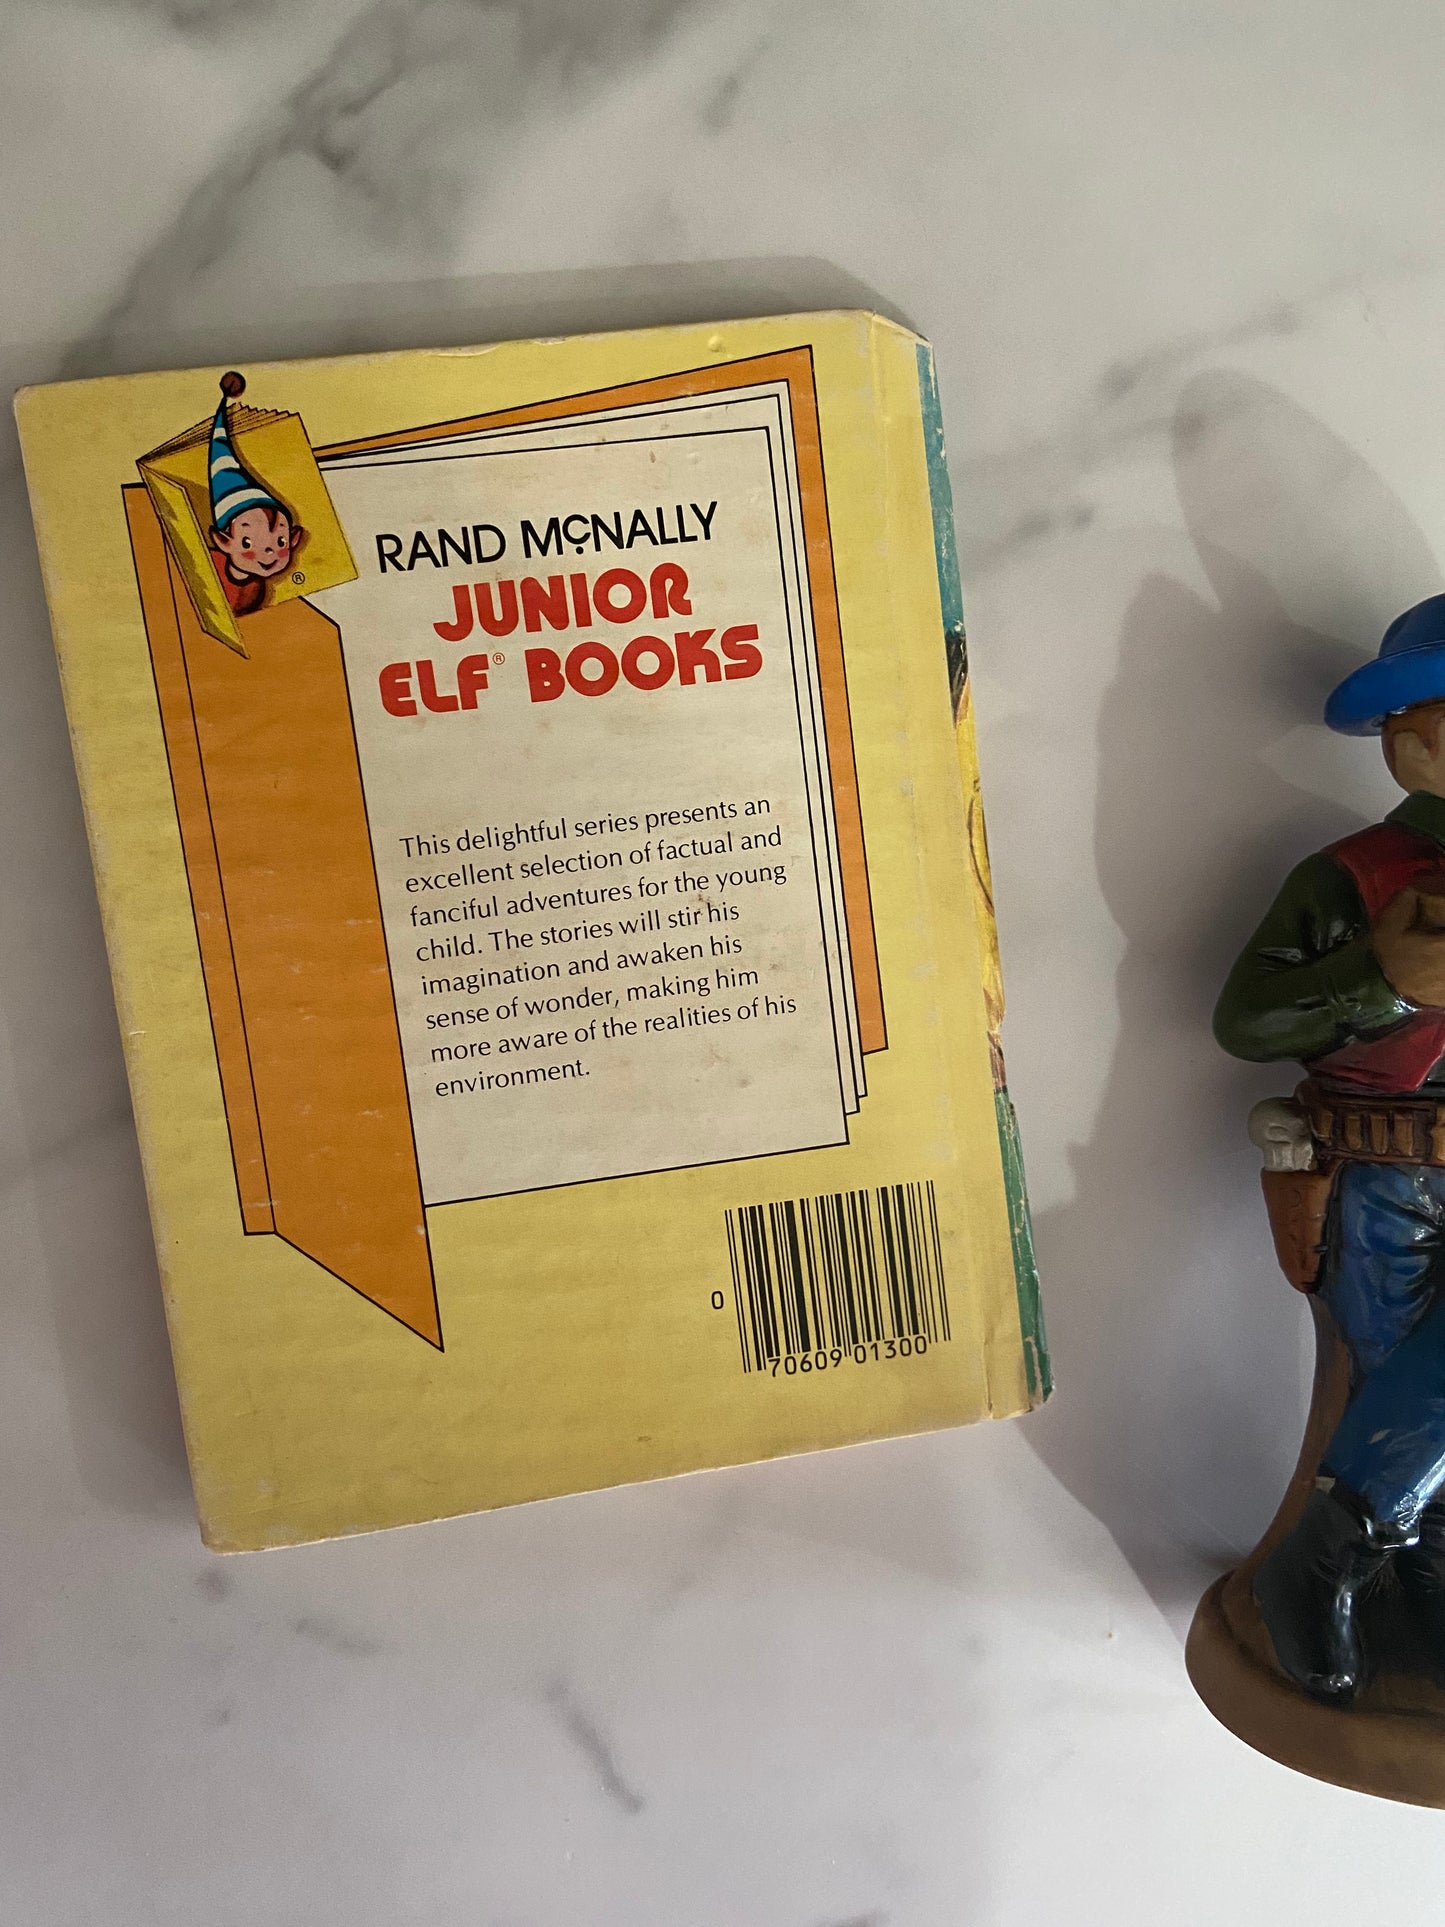 RAND McNALLY
JUNIOR
ELF® BOOKS
®
This delightful series presents an
excellent selection of factual and
fanciful adventures for the young
child. The stories will stir his
imagination and awaken his
sense of wonder, making him
more aware of the realities of his
environment.
0 70609 01300